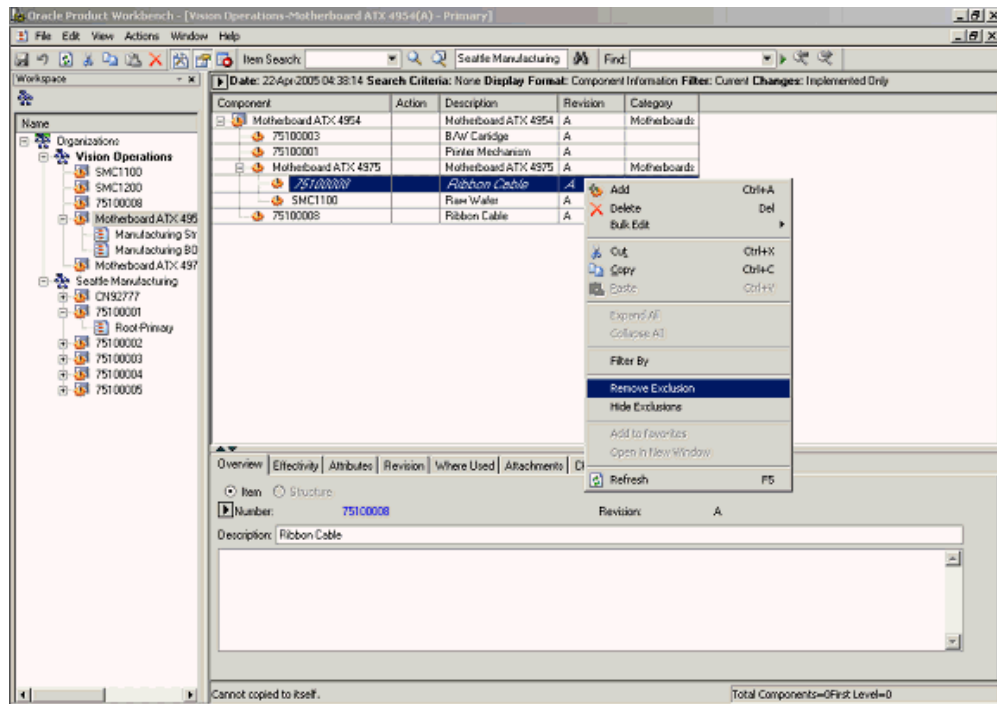 Oracle Product Workbench - [Vision Operations-Motherboard ATX 4954(A) - Primary]
File Edit View Actions Window Help
Item Search: Seattle Manufacturing Find:
Workspace
Date: 22-Apr-2005 04:38:14 Search Criteria: None Display Format: Component Information Filter: Current Changes: Implemented Only
Name
Organizations
Vision Operations
SMC1100
SMC1200
75100008
Motherboard ATX 495
Manufacturing Str
Manufacturing BO
Motherboard ATX 497
Seattle Manufacturing
CN92777
75100001
Root-Primary
75100002
75100003
75100004
75100005
Component Action Description Revision Category
Motherboard ATX 4954 Motherboard ATX 4954 A Motherboards
75100003 B/W Cartidge A
75100001 Printer Mechanism A
Motherboard ATX 4975 Motherboard ATX 4975 A Motherboards
75100008 Ribbon Cable A
SMC1100 Raw Wafer A
75100008 Ribbon Cable A
Add Ctrl+A
Delete Del
Bulk Edit
Cut Ctrl+X
Copy Ctrl+C
Paste Ctrl+V
Expand All
Collapse All
Filter By
Remove Exclusion
Hide Exclusions
Add to Favorites
Open in New Window
Refresh F5
Overview Effectivity Attributes Revision Where Used Attachments
Item Structure
Number: 75100008 Revision: A
Description: Ribbon Cable
Cannot copied to itself. Total Components=0First Level=0